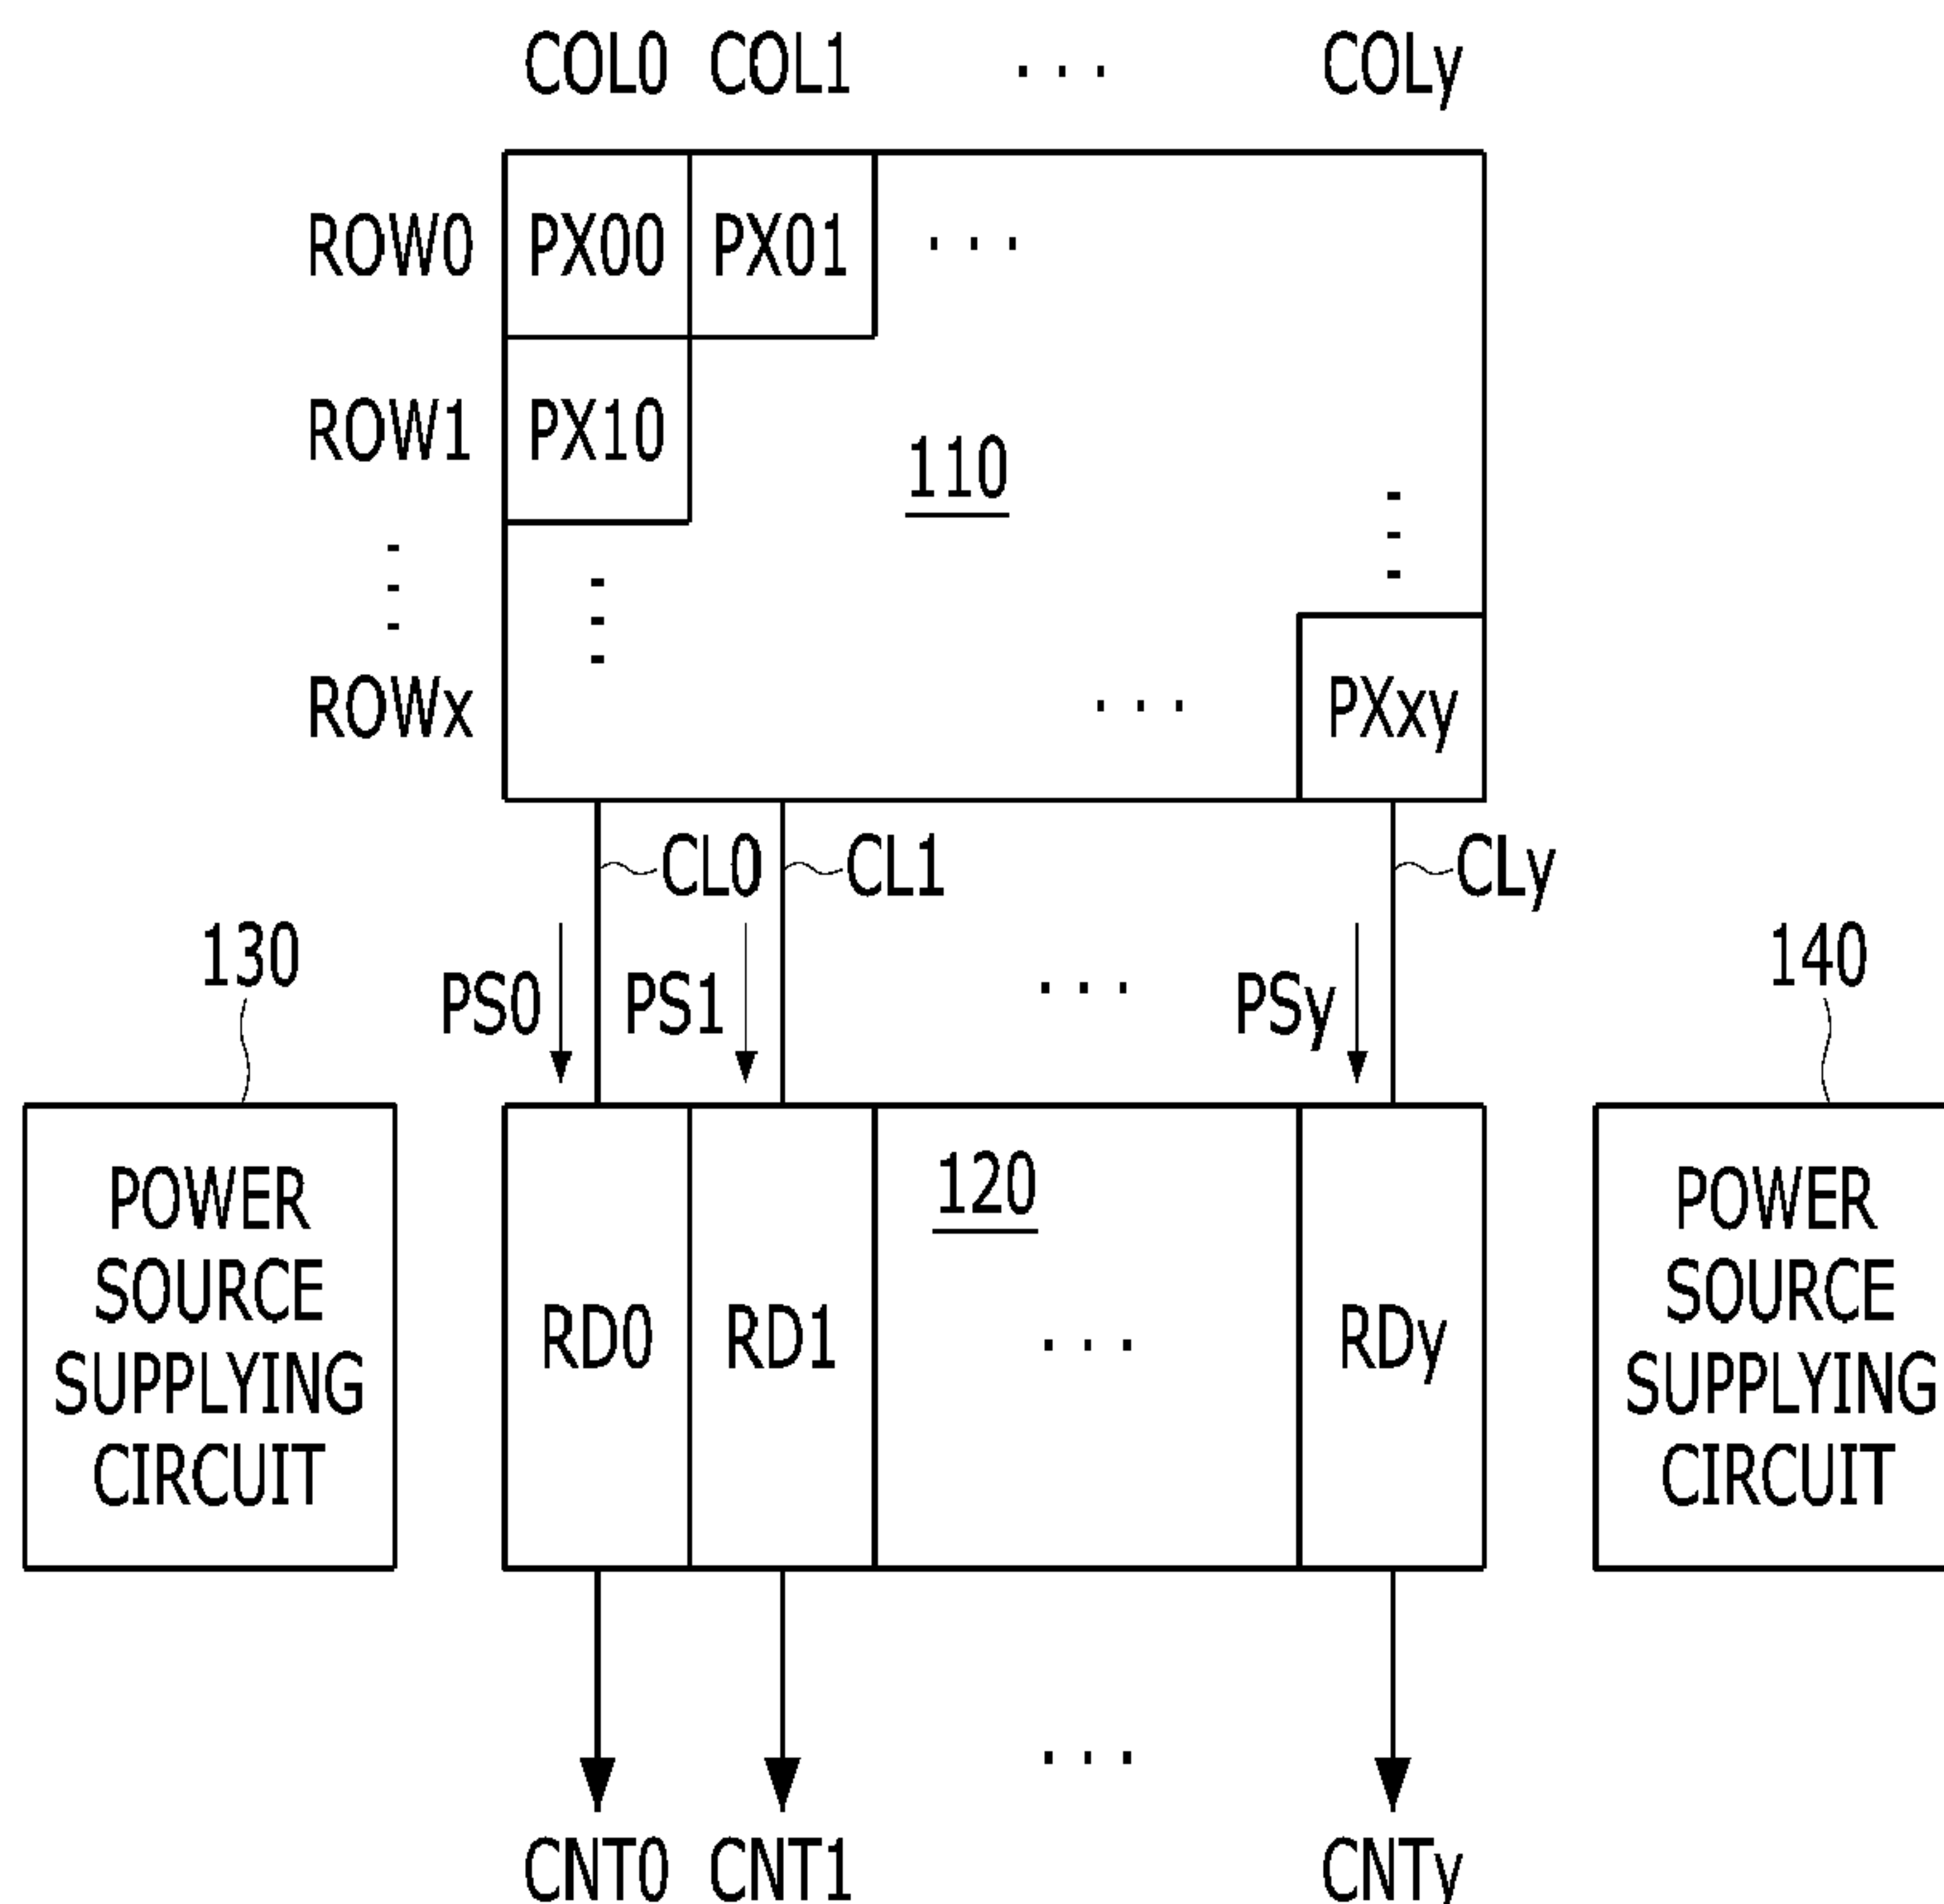 COL0 COL1 ... COLy
ROW0 PX00 PX01 ...
ROW1 PX10
110
ROWx ... PXxy
CL0 CL1 CLy
130 140
PS0 PS1 ... PSy
120
POWER
SOURCE
SUPPLYING
CIRCUIT
RD0 RD1 ... RDy
POWER
SOURCE
SUPPLYING
CIRCUIT
...
CNT0 CNT1 CNTy